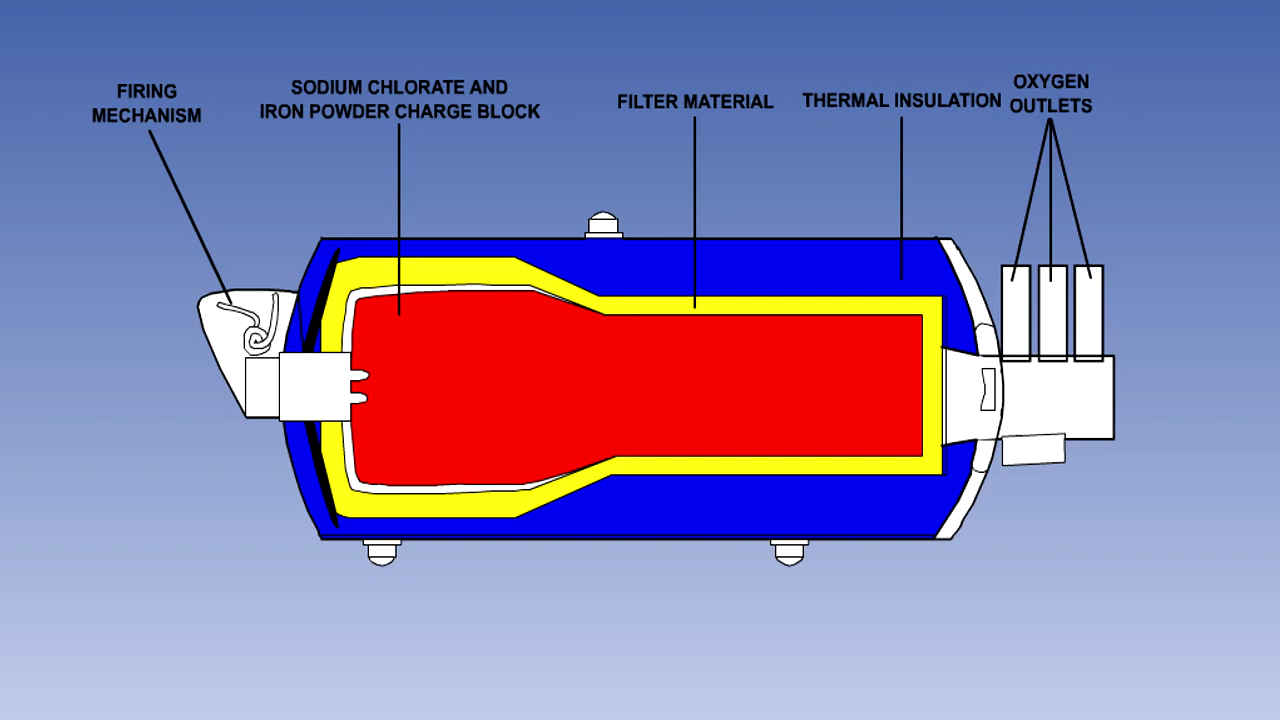 FIRING
MECHANISM
SODIUM CHLORATE AND
IRON POWDER CHARGE BLOCK
FILTER MATERIAL
THERMAL INSULATION
OXYGEN
OUTLETS